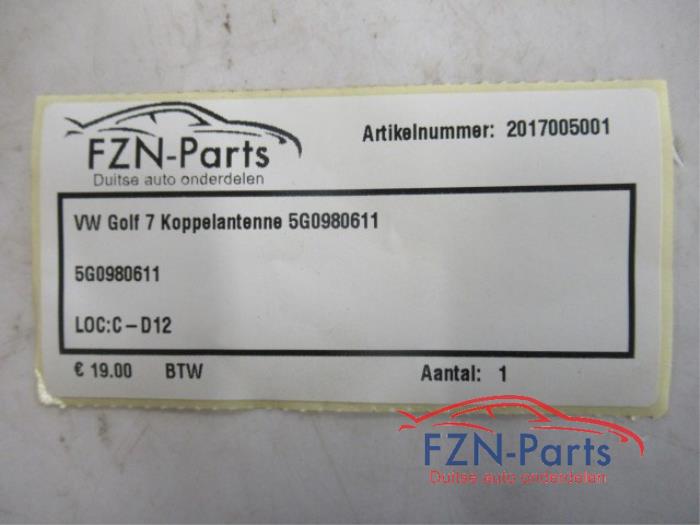 FZN-Parts
Duitse auto onderdelen
Artikelnummer: 2017005001
VW Golf 7 Koppelantenne 5G0980611
5G0980611
LOC:C-D12
€ 19.00 BTW Aantal: 1
FZN-Parts
Duitse auto onderdelen